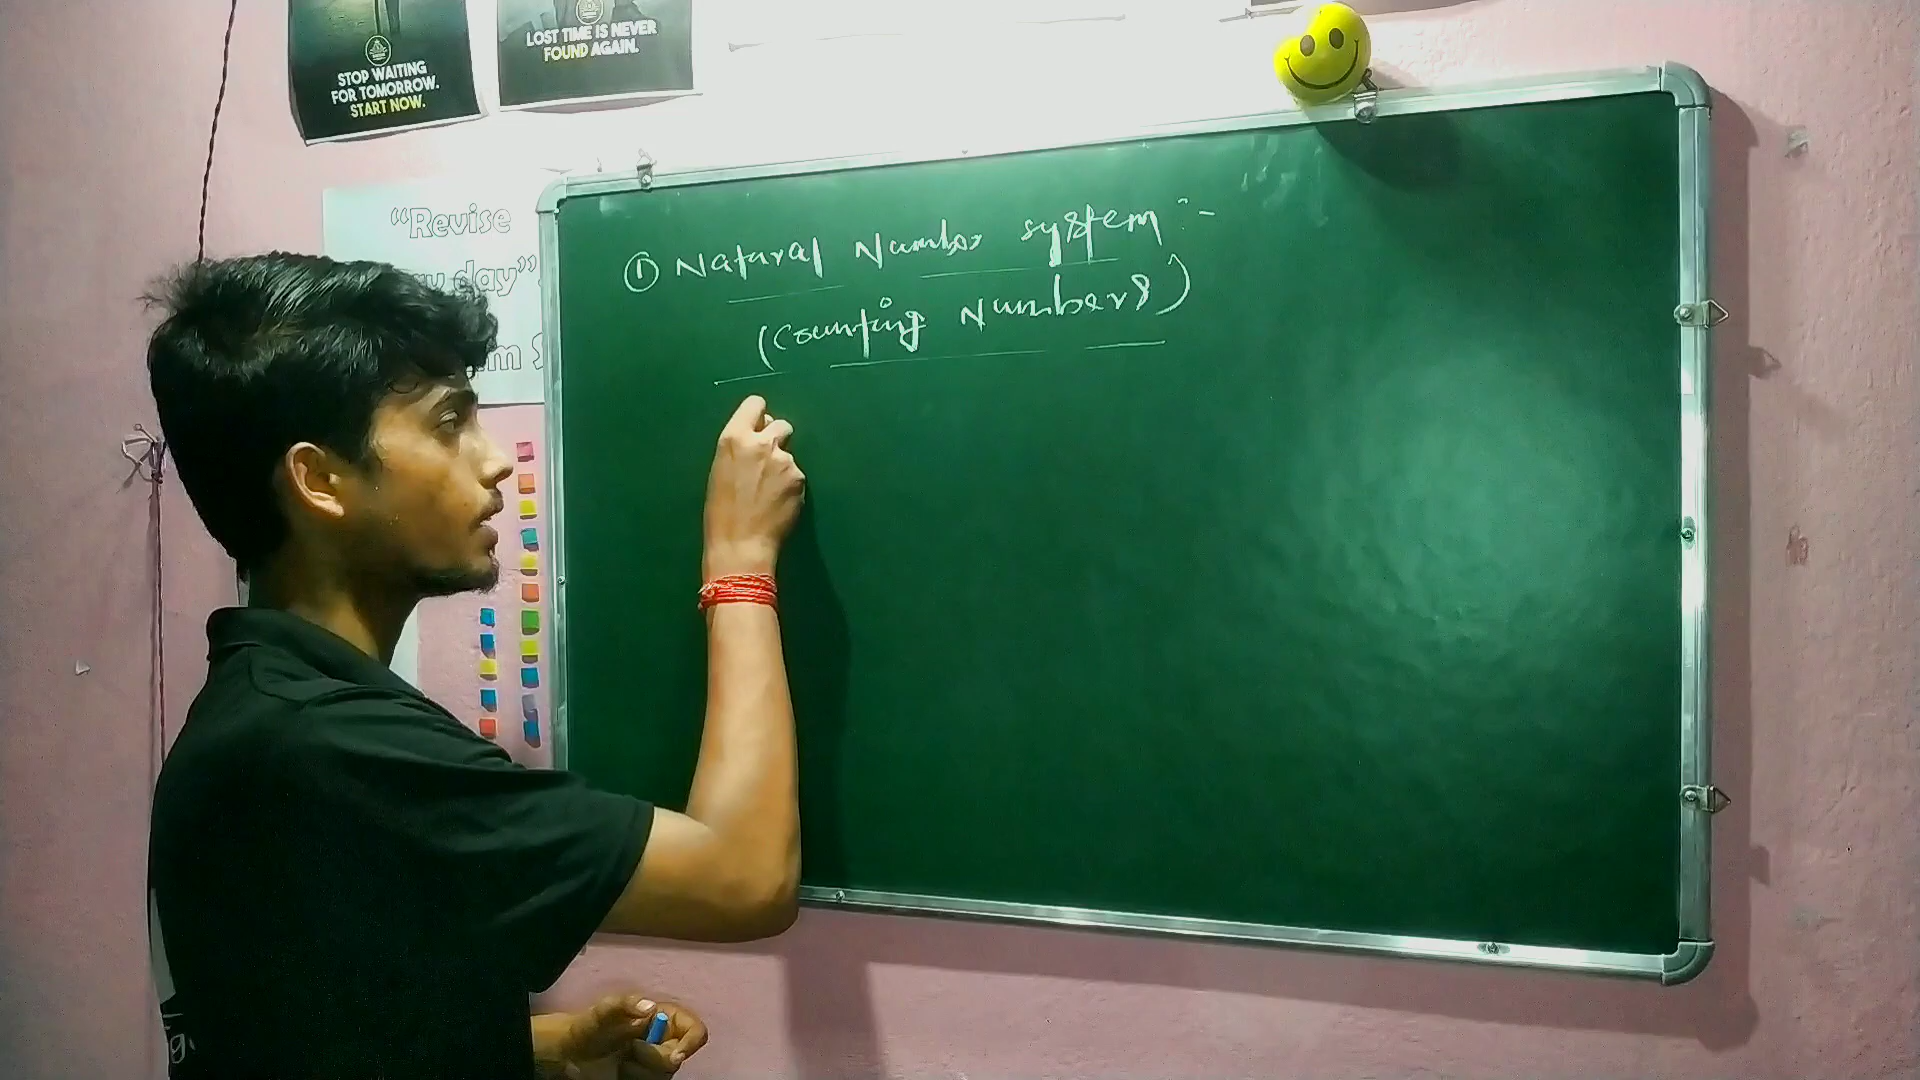 STOP WAITING
FOR TOMORROW.
START NOW.
LOST TIME IS NEVER
FOUND AGAIN.
“Revise
day”
① Natural Number system :-
(Counting Numbers)